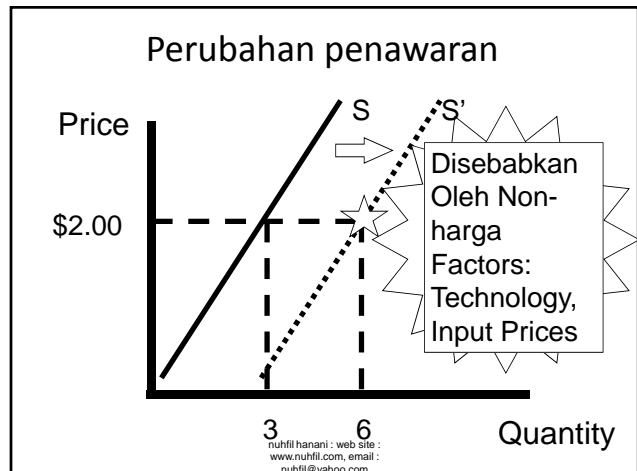 Perubahan penawaran
S
S’
Price
Disebabkan
Oleh Non-
harga
Factors:
Technology,
Input Prices
$2.00
3
6
Quantity
nuhfil hanani : web site :
www.nuhfil.com, email :
nuhfil@yahoo.com